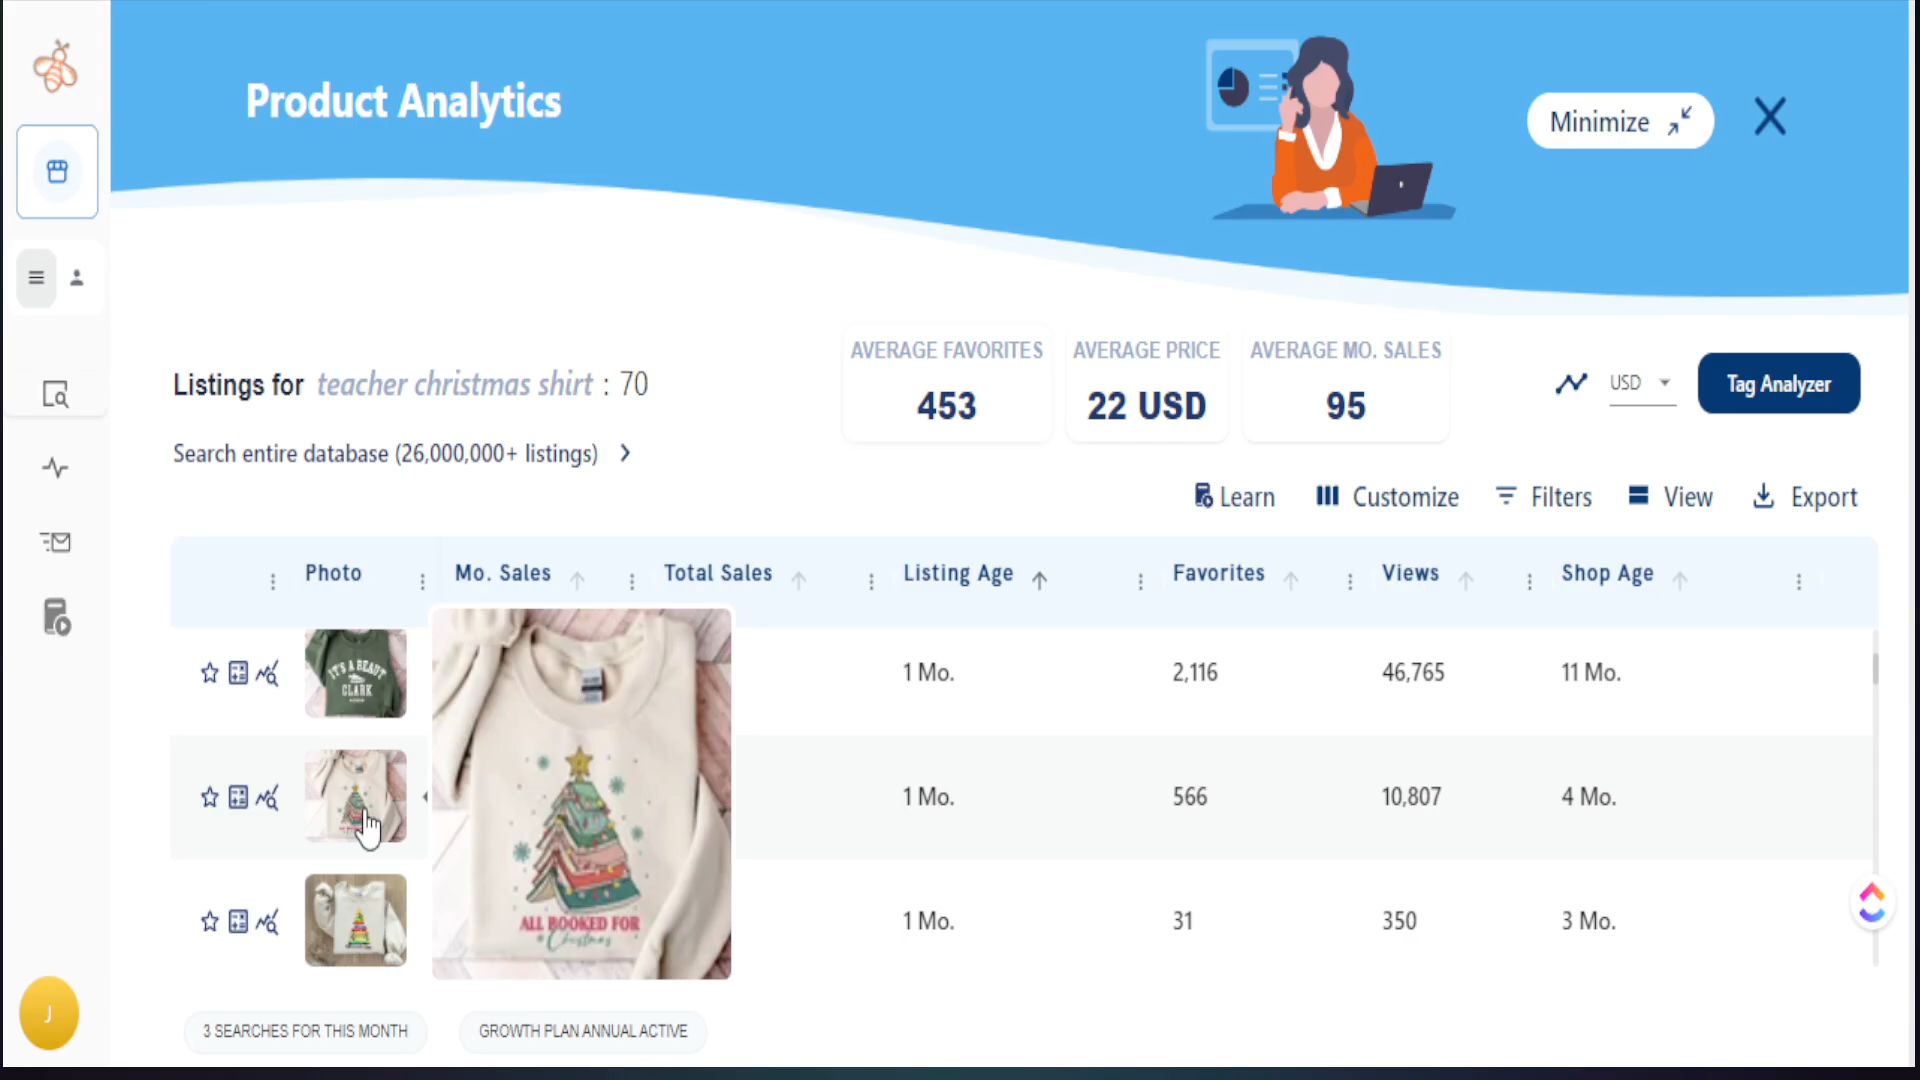 Product Analytics
Minimize
Listings for teacher christmas shirt : 70
AVERAGE FAVORITES
453
AVERAGE PRICE
22 USD
AVERAGE MO. SALES
95
USD
Tag Analyzer
Search entire database (26,000,000+ listings)
Learn
Customize
Filters
View
Export
Photo
Mo. Sales
Total Sales
Listing Age
Favorites
Views
Shop Age
IT'S A BEAUT
CLARK
1 Mo.
2,116
46,765
11 Mo.
1 Mo.
566
10,807
4 Mo.
ALL BOOKED FOR
Christmas
1 Mo.
31
350
3 Mo.
J
3 SEARCHES FOR THIS MONTH
GROWTH PLAN ANNUAL ACTIVE